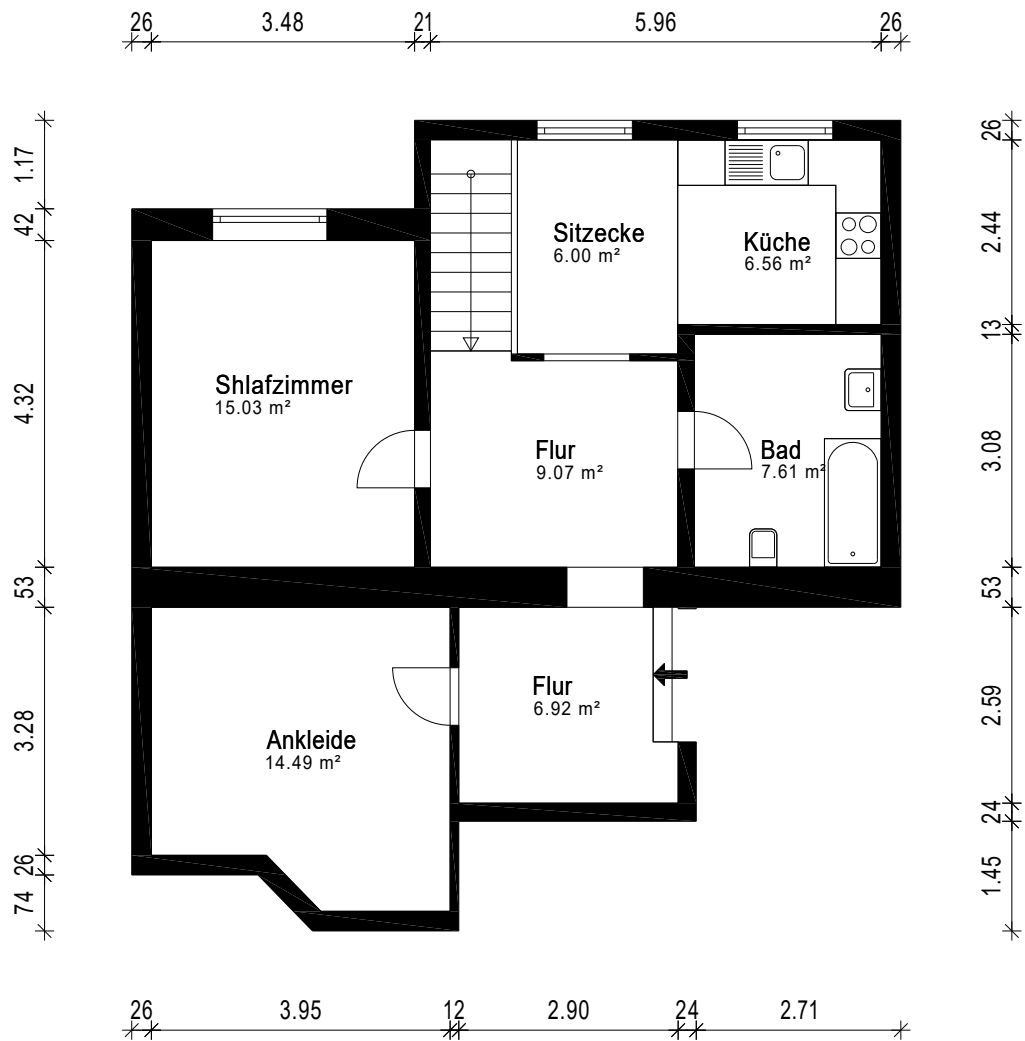 26 3.48 21 5.96 26
1.17
42
4.32
53
3.28
26
74
Sitzecke
6.00 m²
Küche
6.56 m²
Shlafzimmer
15.03 m²
Flur
9.07 m²
Bad
7.61 m²
Flur
6.92 m²
Ankleide
14.49 m²
26
2.44
13
3.08
53
2.59
24
1.45
26 3.95 12 2.90 24 2.71